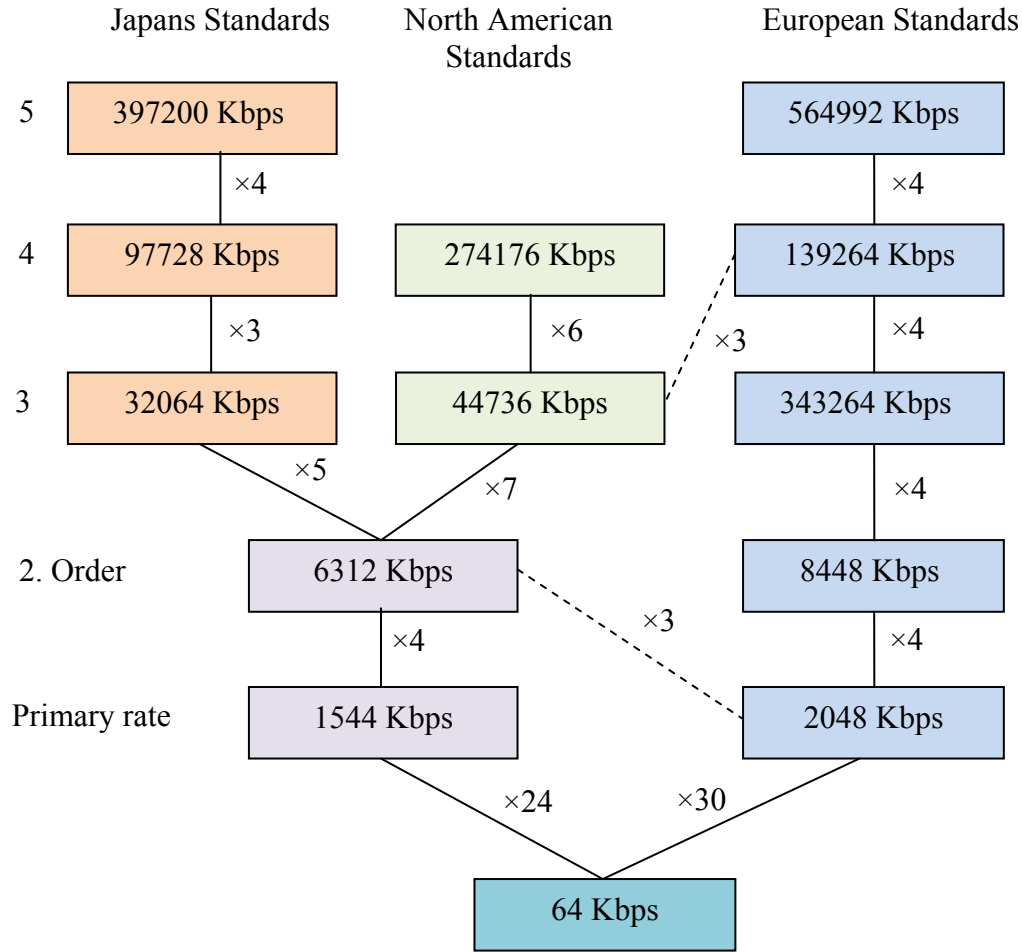 Japans Standards
North American
Standards
European Standards
5
397200 Kbps
564992 Kbps
×4
×4
4
97728 Kbps
274176 Kbps
139264 Kbps
×3
×6
×3
×4
3
32064 Kbps
44736 Kbps
343264 Kbps
×5
×7
×4
2. Order
6312 Kbps
8448 Kbps
×4
×3
×4
Primary rate
1544 Kbps
2048 Kbps
×24
×30
64 Kbps